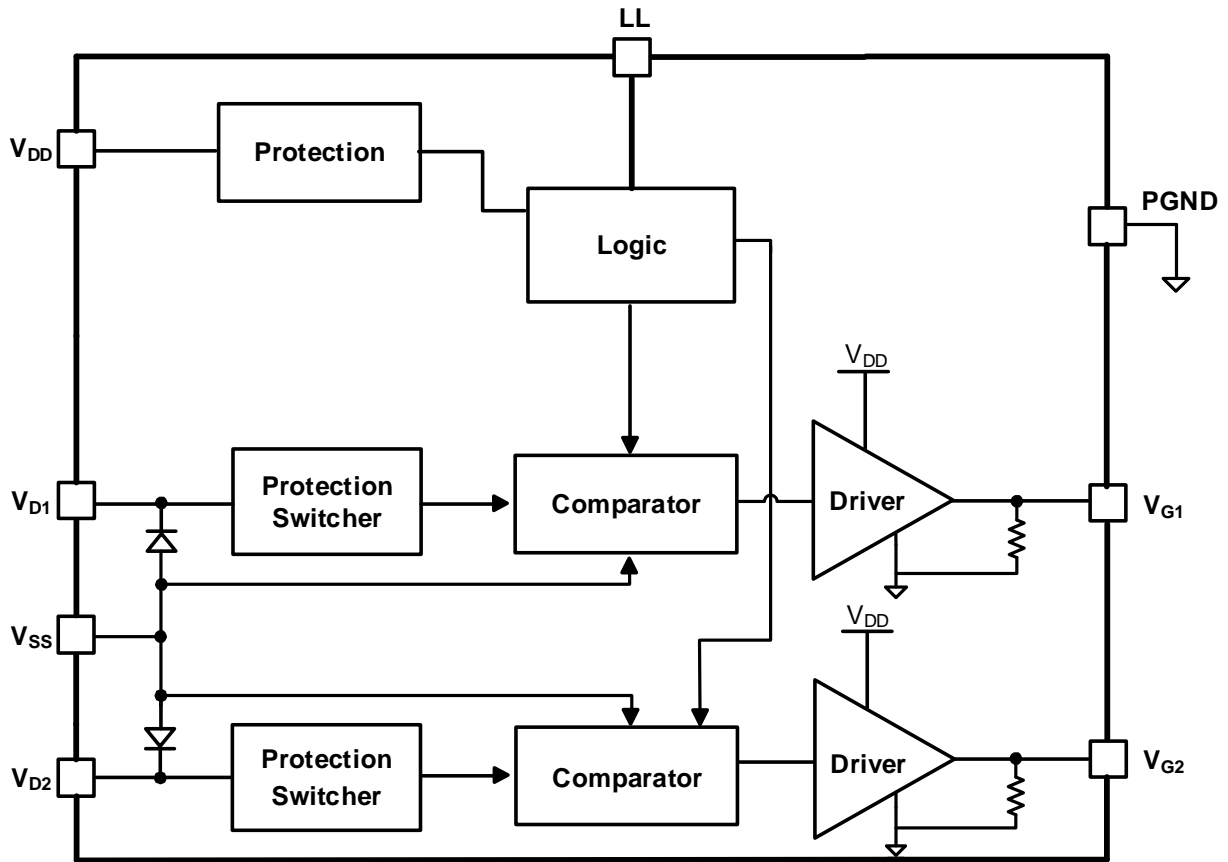 LL
VDD
Protection
PGND
Logic
VDD
VD1
Protection
Switcher
Comparator
Driver
VG1
VSS
VDD
VD2
Protection
Switcher
Comparator
Driver
VG2